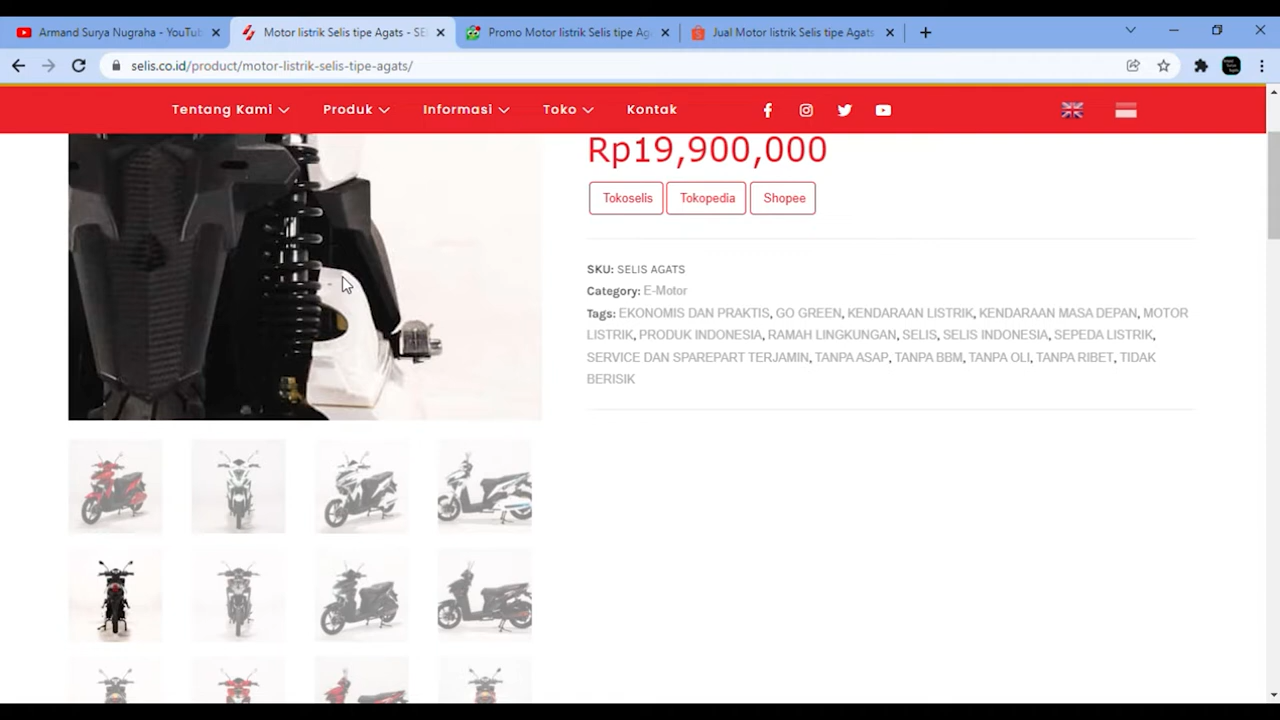 Armand Surya Nugraha - YouTub
Motor listrik Selis tipe Agats - SE
Promo Motor listrik Selis tipe Aga
Jual Motor listrik Selis tipe Agats
selis.co.id/product/motor-listrik-selis-tipe-agats/
Tentang Kami Produk Informasi Toko Kontak
Rp19,900,000
Tokoselis Tokopedia Shopee
SKU: SELIS AGATS
Category: E-Motor
Tags: EKONOMIS DAN PRAKTIS, GO GREEN, KENDARAAN LISTRIK, KENDARAAN MASA DEPAN, MOTOR
LISTRIK, PRODUK INDONESIA, RAMAH LINGKUNGAN, SELIS, SELIS INDONESIA, SEPEDA LISTRIK,
SERVICE DAN SPAREPART TERJAMIN, TANPA ASAP, TANPA BBM, TANPA OLI, TANPA RIBET, TIDAK
BERISIK